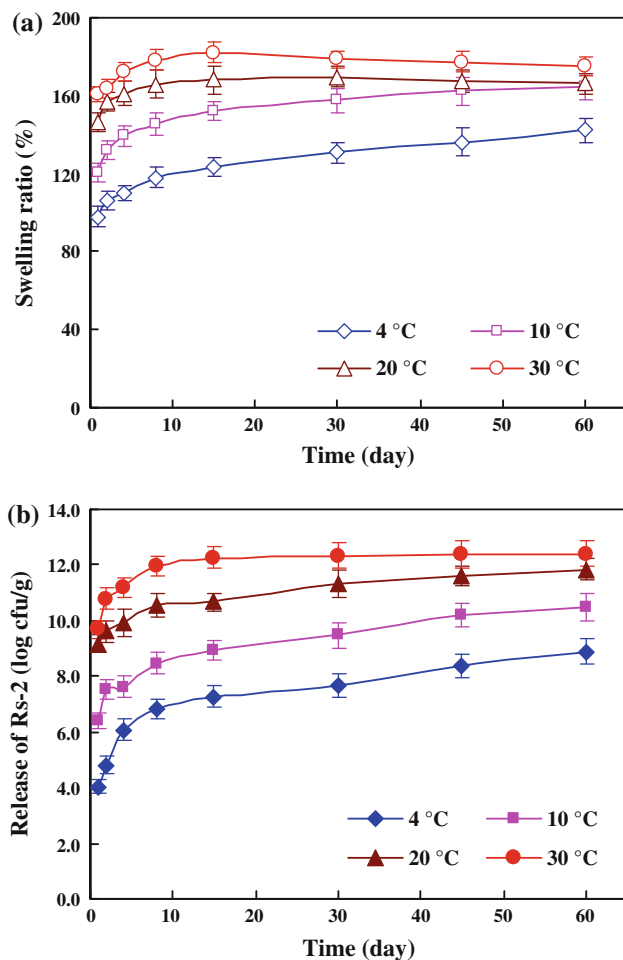 (a)
200
160
120
80
40
0
Swelling ratio (%)
4 °C
10 °C
20 °C
30 °C
0 10 20 30 40 50 60
Time (day)
(b)
14.0
12.0
10.0
8.0
6.0
4.0
2.0
0.0
Release of Rs-2 (log cfu/g)
4 °C
10 °C
20 °C
30 °C
0 10 20 30 40 50 60
Time (day)